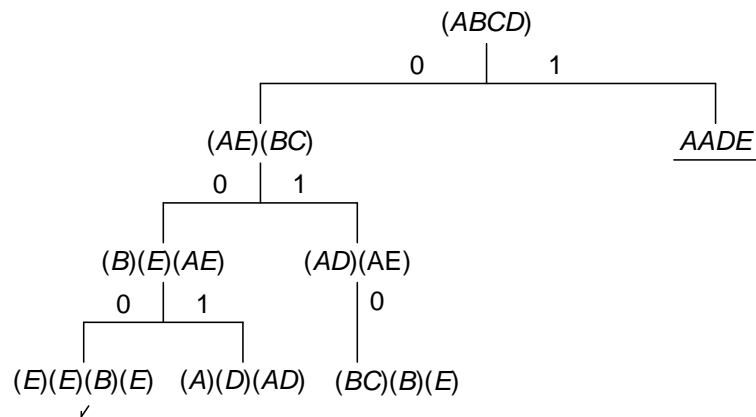 (ABCD)
0 1
(AE)(BC) AADE
0 1
(B)(E)(AE) (AD)(AE)
0 1 0
(E)(E)(B)(E) (A)(D)(AD) (BC)(B)(E)
✓